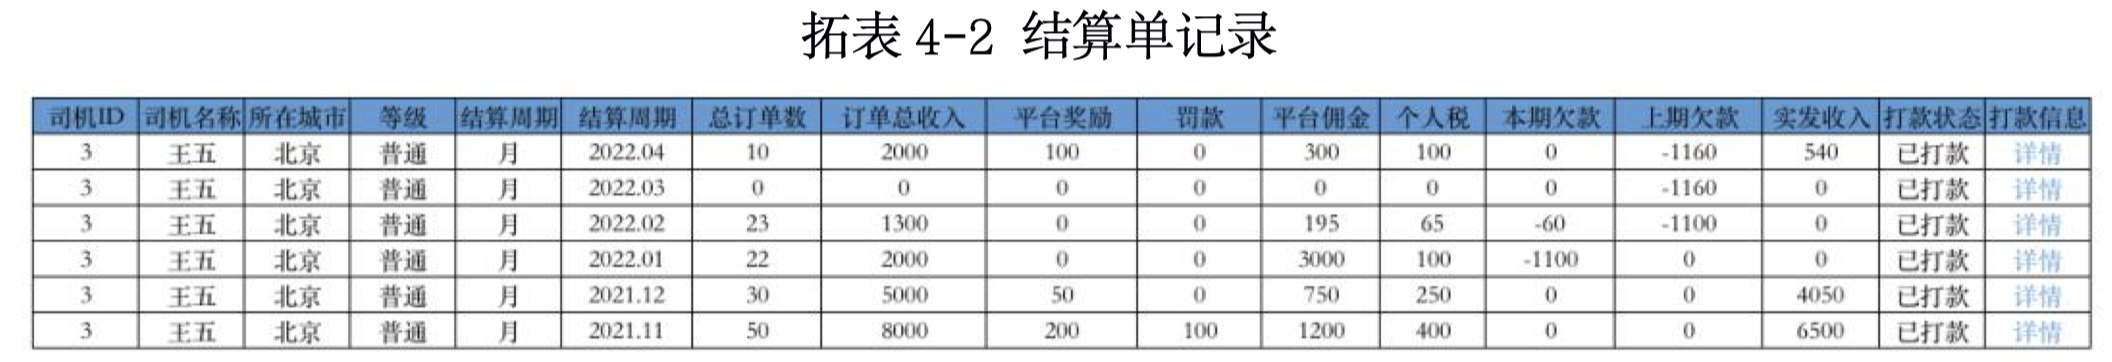 拓表 4-2 结算单记录
司机ID 司机名称 所在城市 等级 结算周期 结算周期 总订单数 订单总收入 平台奖励 罚款 平台佣金 个人税 本期欠款 上期欠款 实发收入 打款状态 打款信息
3 王五 北京 普通 月 2022.04 10 2000 100 0 300 100 0 -1160 540 已打款 详情
3 王五 北京 普通 月 2022.03 0 0 0 0 0 0 0 -1160 0 已打款 详情
3 王五 北京 普通 月 2022.02 23 1300 0 0 195 65 -60 -1100 0 已打款 详情
3 王五 北京 普通 月 2022.01 22 2000 0 0 3000 100 -1100 0 0 已打款 详情
3 王五 北京 普通 月 2021.12 30 5000 50 0 750 250 0 0 4050 已打款 详情
3 王五 北京 普通 月 2021.11 50 8000 200 100 1200 400 0 0 6500 已打款 详情